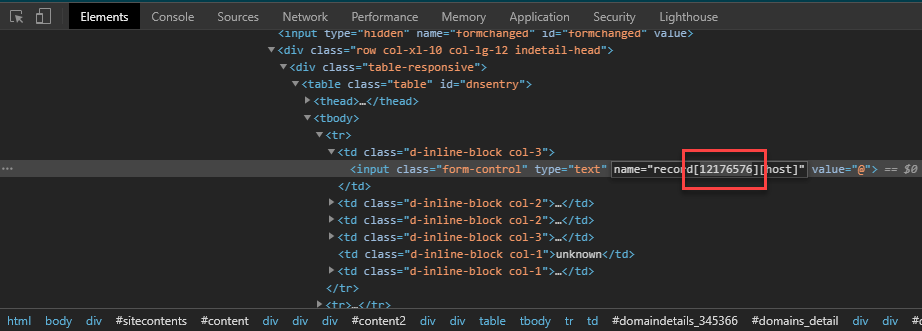 Elements Console Sources Network Performance Memory Application Security Lighthouse
<input type="hidden" name="formchanged" id="formchanged" value>
<div class="row col-xl-10 col-lg-12 indetail-head">
<div class="table-responsive">
<table class="table" id="dnsentry">
<thead>…</thead>
<tbody>
<tr>
<td class="d-inline-block col-3">
<input class="form-control" type="text" name="record[12176576][host]" value="@"> == $0
</td>
<td class="d-inline-block col-2">…</td>
<td class="d-inline-block col-2">…</td>
<td class="d-inline-block col-3">…</td>
<td class="d-inline-block col-1">unknown</td>
<td class="d-inline-block col-1">…</td>
</tr>
<tr>…</tr>
html body div #sitecontents #content div div div #content2 div div table tbody tr td #domaindetails_345366 #domains_detail div div #d